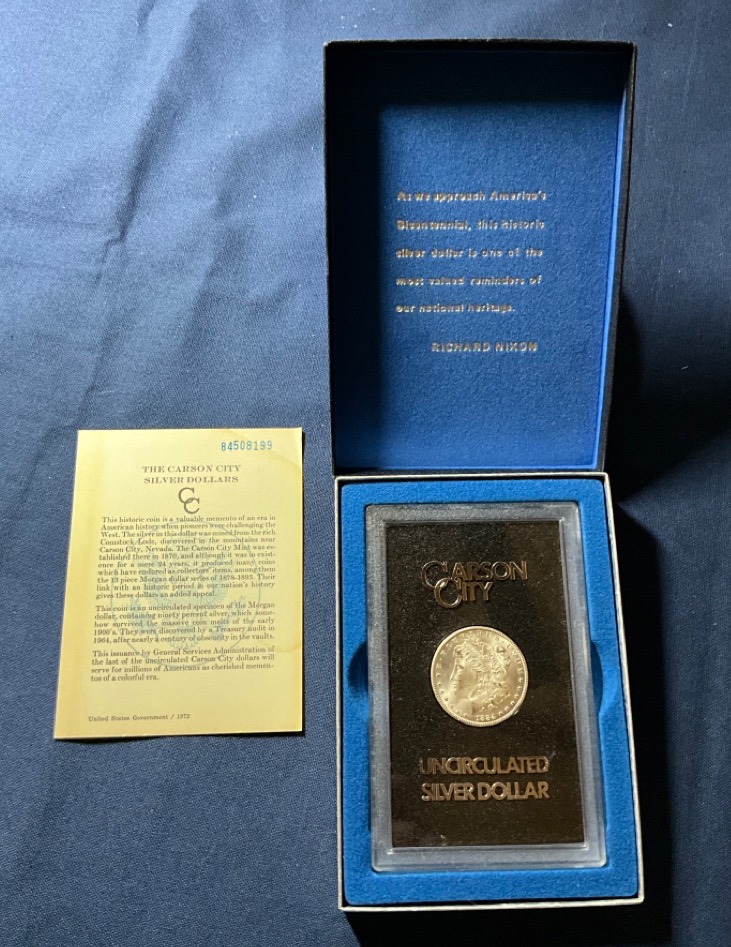 As we approach America's
Bicentennial, this historic
silver dollar is one of the
most valued reminders of
our national heritage.
RICHARD NIXON
84508199
THE CARSON CITY
SILVER DOLLARS
CC
This historic coin is a valuable memento of an era in
American history when pioneers were challenging the
West. The silver in this dollar was mined from the rich
Comstock Lode, discovered in the mountains near
Carson City, Nevada. The Carson City Mint was es-
tablished there in 1870, and although it was in exist-
ence for a mere 24 years, it produced many coins
which have endured as collectors' items, among them
the 13 piece Morgan dollar series of 1878-1893. Their
link with an historic period in our nation's history
gives these dollars an added appeal.
This coin is an uncirculated specimen of the Morgan
dollar, containing ninety percent silver, which some-
how survived the massive coin melts of the early
1900's. They were discovered by a Treasury audit in
1964, after nearly a century of obscurity in the vaults.
This issuance by General Services Administration of
the last of the uncirculated Carson City dollars will
serve for millions of Americans as cherished memen-
tos of a colorful era.
United States Government / 1972
CARSON
CITY
1884
UNCIRCULATED
SILVER DOLLAR